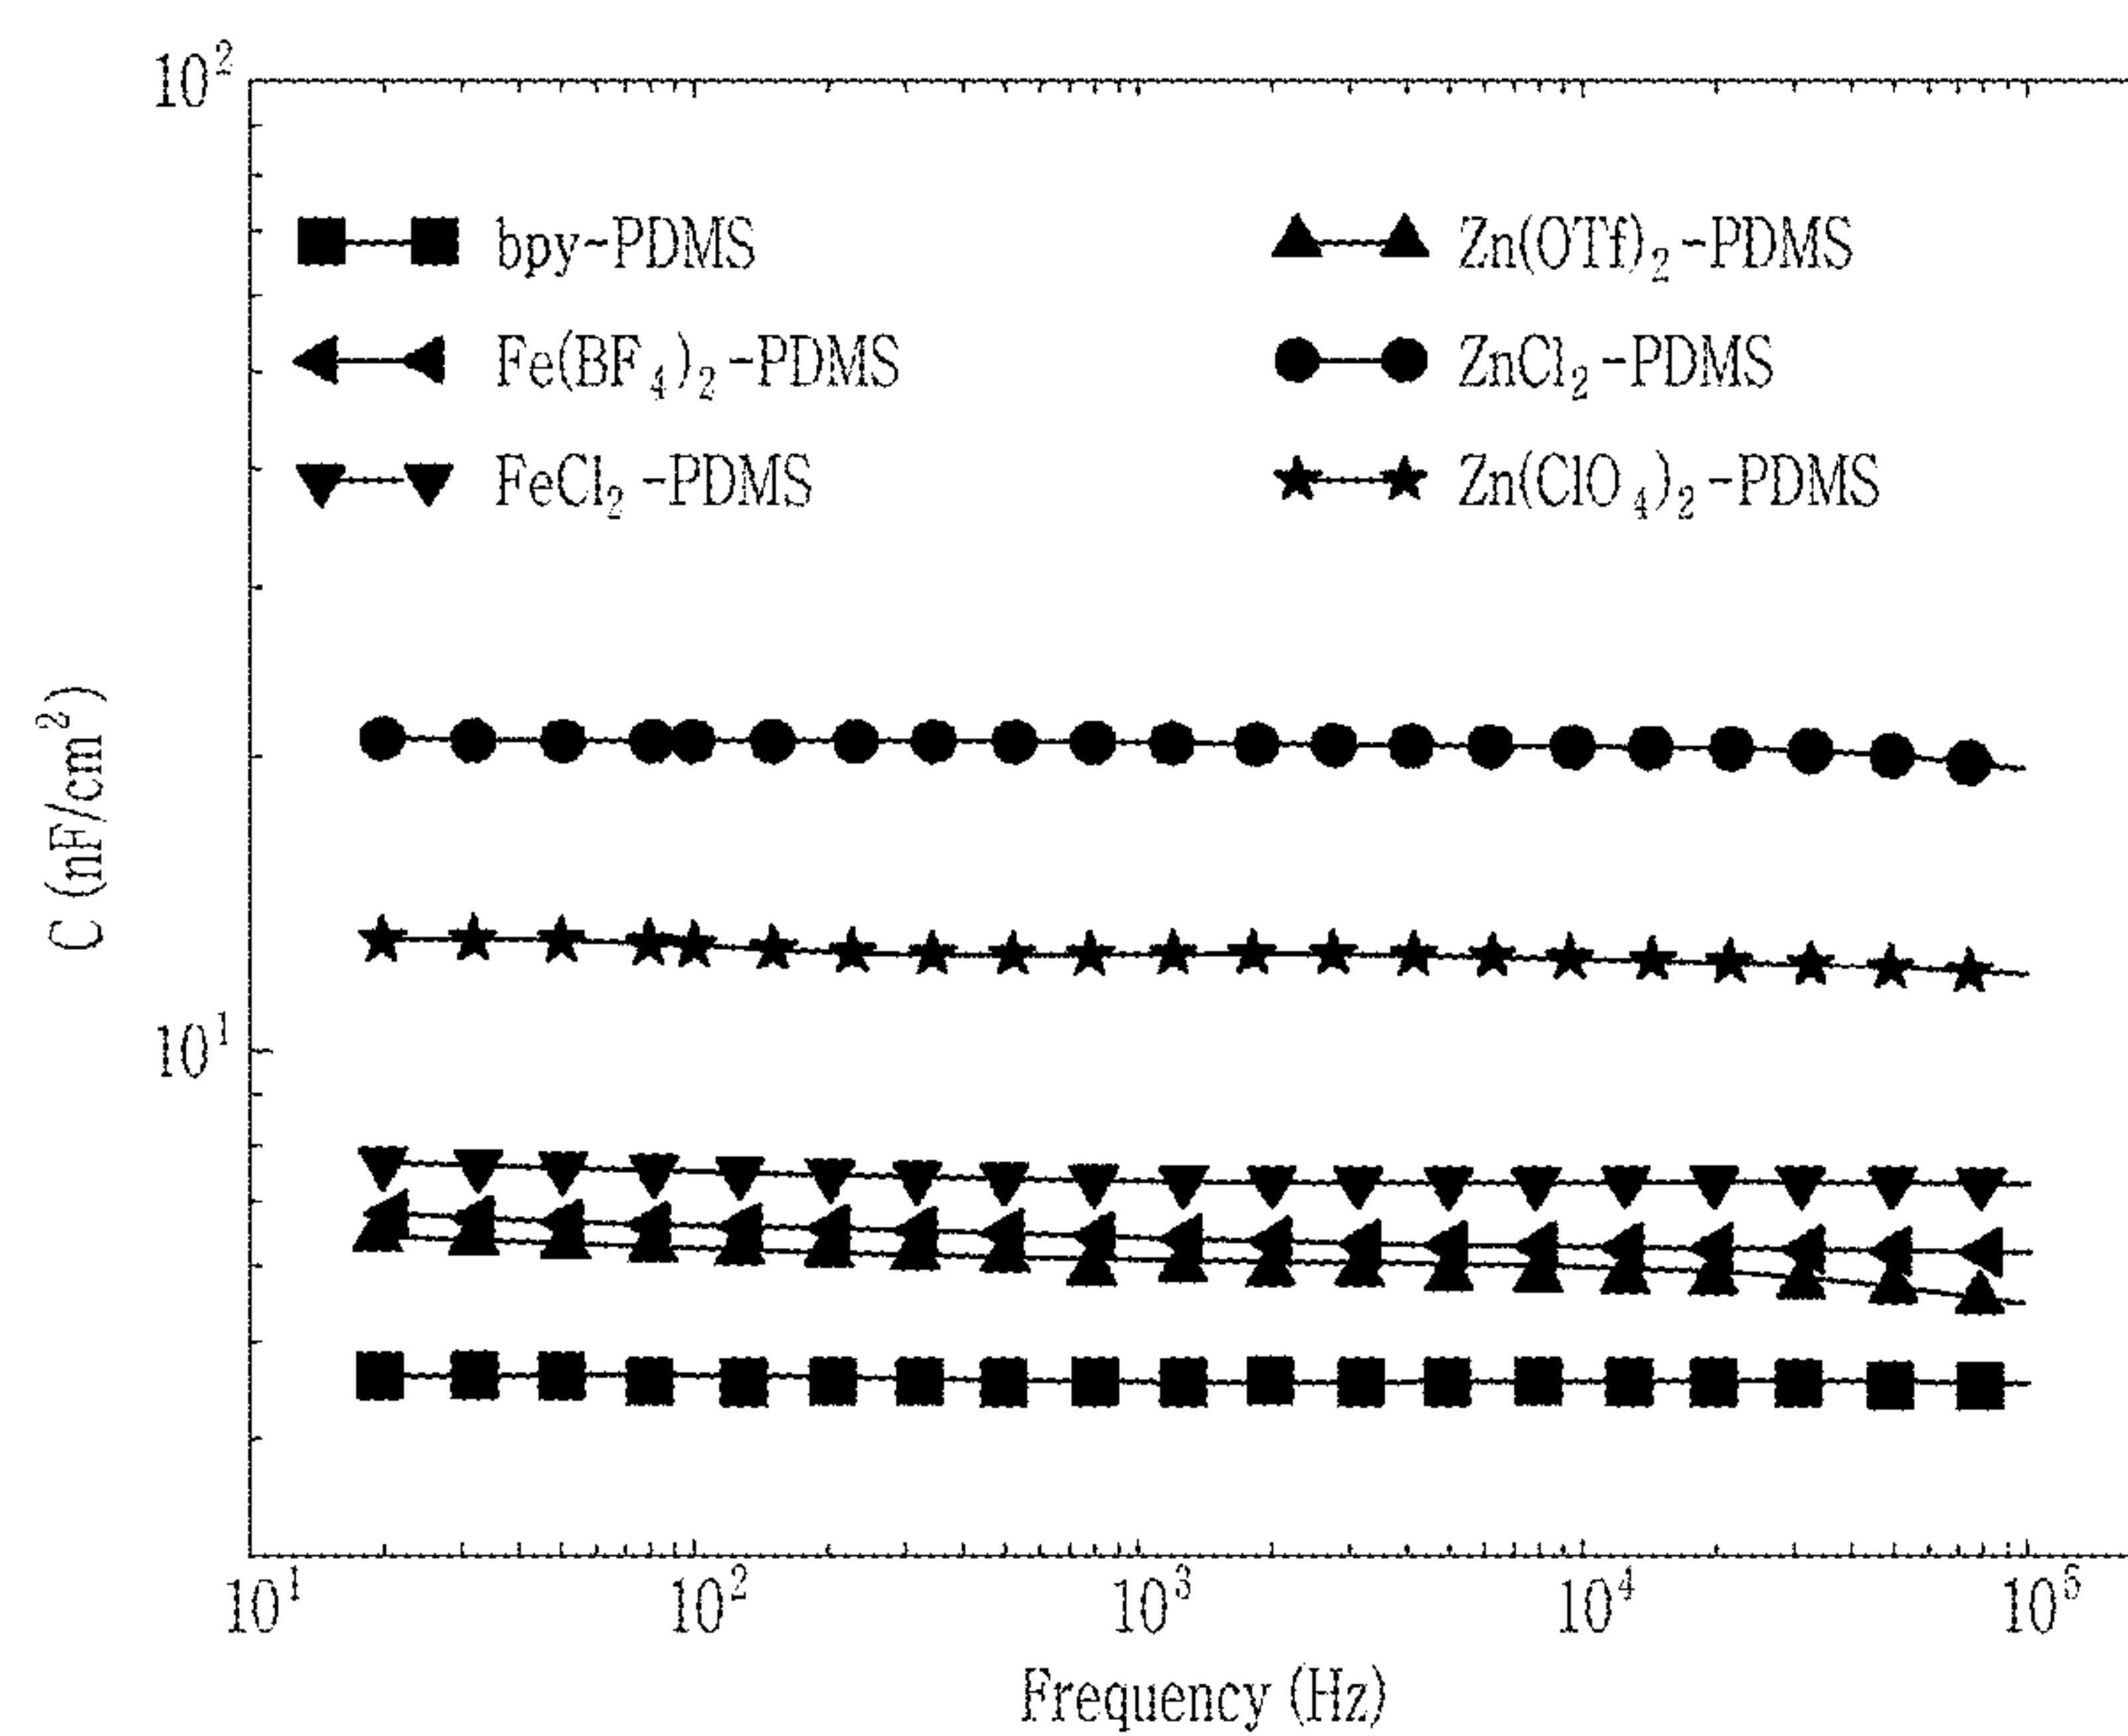 10²
bpy-PDMS
Zn(OTf)₂-PDMS
Fe(BF₄)₂-PDMS
ZnCl₂-PDMS
FeCl₂-PDMS
Zn(ClO₄)₂-PDMS
C (nF/cm²)
10¹
10¹ 10² 10³ 10⁴ 10⁶
Frequency (Hz)